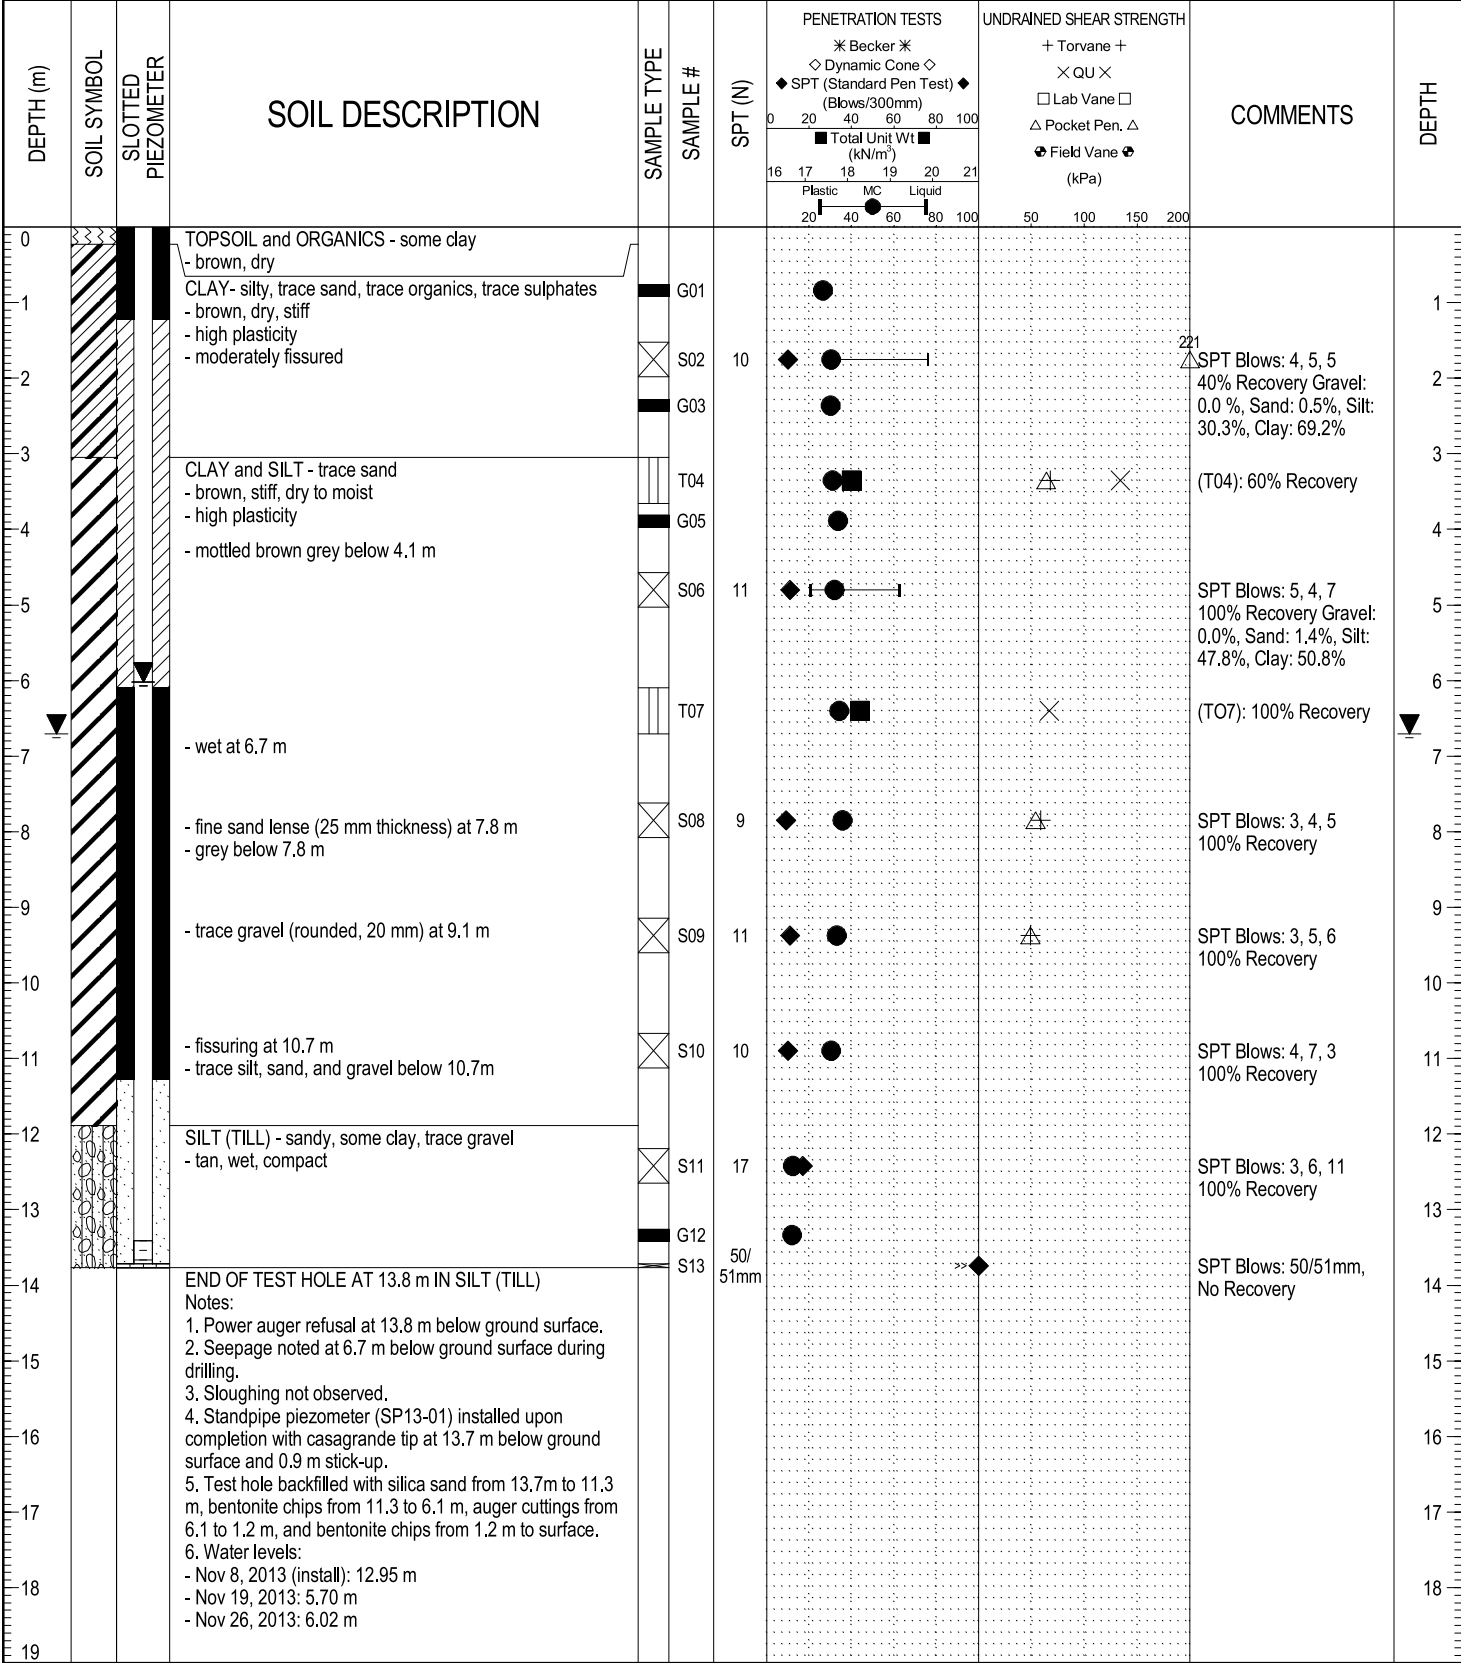 DEPTH (m)
SOIL SYMBOL
SLOTTED
PIEZOMETER
SOIL DESCRIPTION
SAMPLE TYPE
SAMPLE #
SPT (N)
PENETRATION TESTS
Becker
Dynamic Cone
SPT (Standard Pen Test)
(Blows/300mm)
0 20 40 60 80 100
Total Unit Wt
(kN/m³)
16 17 18 19 20 21
Plastic MC Liquid
20 40 60 80 100
UNDRAINED SHEAR STRENGTH
+ Torvane +
× QU ×
□ Lab Vane □
△ Pocket Pen. △
Field Vane
(kPa)
50 100 150 200
COMMENTS
DEPTH
0
TOPSOIL and ORGANICS - some clay
- brown, dry
CLAY- silty, trace sand, trace organics, trace sulphates
G01
1
1
- brown, dry, stiff
- high plasticity
221
- moderately fissured
S02
10
SPT Blows: 4, 5, 5
2
40% Recovery Gravel:
2
G03
0.0 %, Sand: 0.5%, Silt:
30.3%, Clay: 69.2%
3
3
CLAY and SILT - trace sand
T04
(T04): 60% Recovery
- brown, stiff, dry to moist
- high plasticity
G05
4
4
- mottled brown grey below 4.1 m
S06
11
SPT Blows: 5, 4, 7
5
100% Recovery Gravel:
5
0.0%, Sand: 1.4%, Silt:
47.8%, Clay: 50.8%
6
6
T07
(TO7): 100% Recovery
- wet at 6.7 m
7
7
S08
9
SPT Blows: 3, 4, 5
- fine sand lense (25 mm thickness) at 7.8 m
8
100% Recovery
8
- grey below 7.8 m
9
9
- trace gravel (rounded, 20 mm) at 9.1 m
S09
11
SPT Blows: 3, 5, 6
100% Recovery
10
10
- fissuring at 10.7 m
S10
10
SPT Blows: 4, 7, 3
11
- trace silt, sand, and gravel below 10.7m
100% Recovery
11
12
SILT (TILL) - sandy, some clay, trace gravel
12
- tan, wet, compact
S11
17
SPT Blows: 3, 6, 11
100% Recovery
13
13
G12
S13
50/
51mm
>>
SPT Blows: 50/51mm,
No Recovery
14
14
END OF TEST HOLE AT 13.8 m IN SILT (TILL)
Notes:
1. Power auger refusal at 13.8 m below ground surface.
2. Seepage noted at 6.7 m below ground surface during
15
15
drilling.
3. Sloughing not observed.
4. Standpipe piezometer (SP13-01) installed upon
16
completion with casagrande tip at 13.7 m below ground
16
surface and 0.9 m stick-up.
5. Test hole backfilled with silica sand from 13.7m to 11.3
m, bentonite chips from 11.3 to 6.1 m, auger cuttings from
17
17
6.1 to 1.2 m, and bentonite chips from 1.2 m to surface.
6. Water levels:
- Nov 8, 2013 (install): 12.95 m
18
18
- Nov 19, 2013: 5.70 m
- Nov 26, 2013: 6.02 m
19